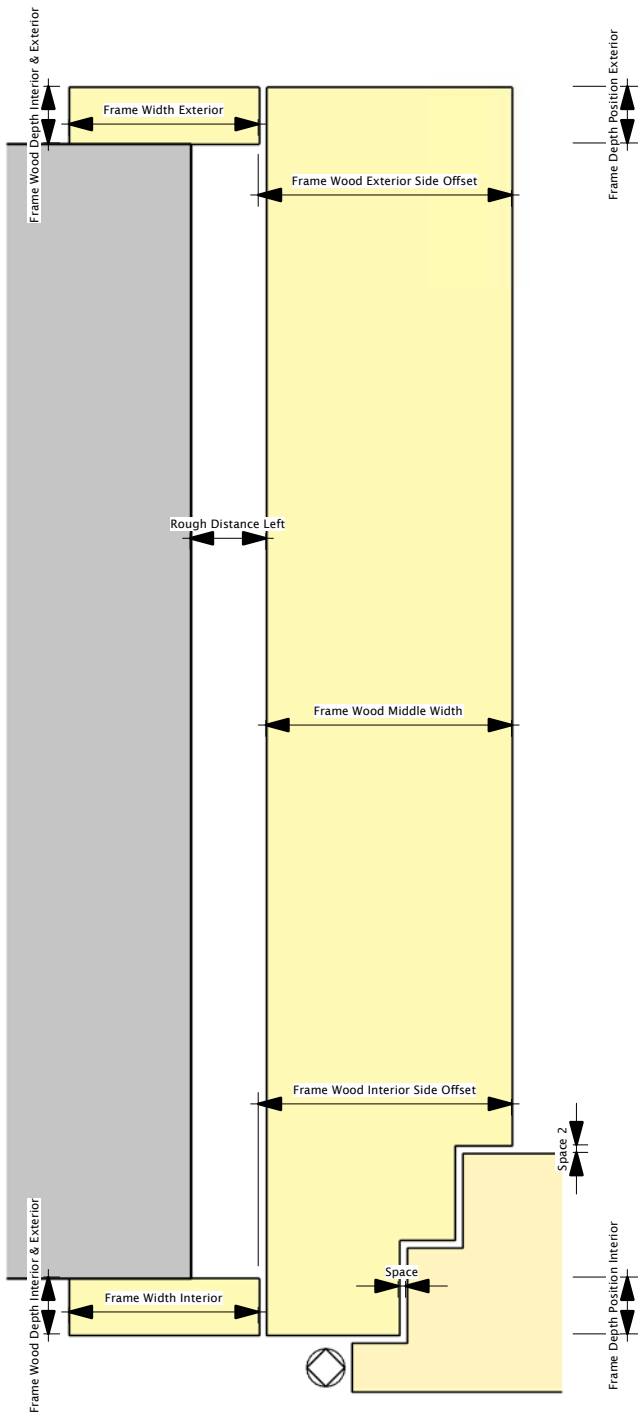 Frame Wood Depth Interior & Exterior
Frame Width Exterior
Frame Depth Position Exterior
Frame Wood Exterior Side Offset
Rough Distance Left
Frame Wood Middle Width
Frame Wood Interior Side Offset
Space 2
Frame Wood Depth Interior & Exterior
Space
Frame Width Interior
Frame Depth Position Interior